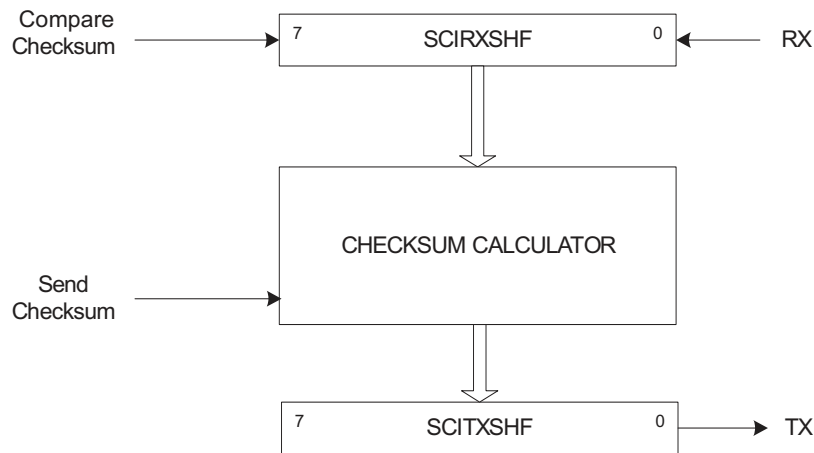 Compare
Checksum
7 SCIRXSHF 0
RX
CHECKSUM CALCULATOR
Send
Checksum
7 SCITXSHF 0
TX